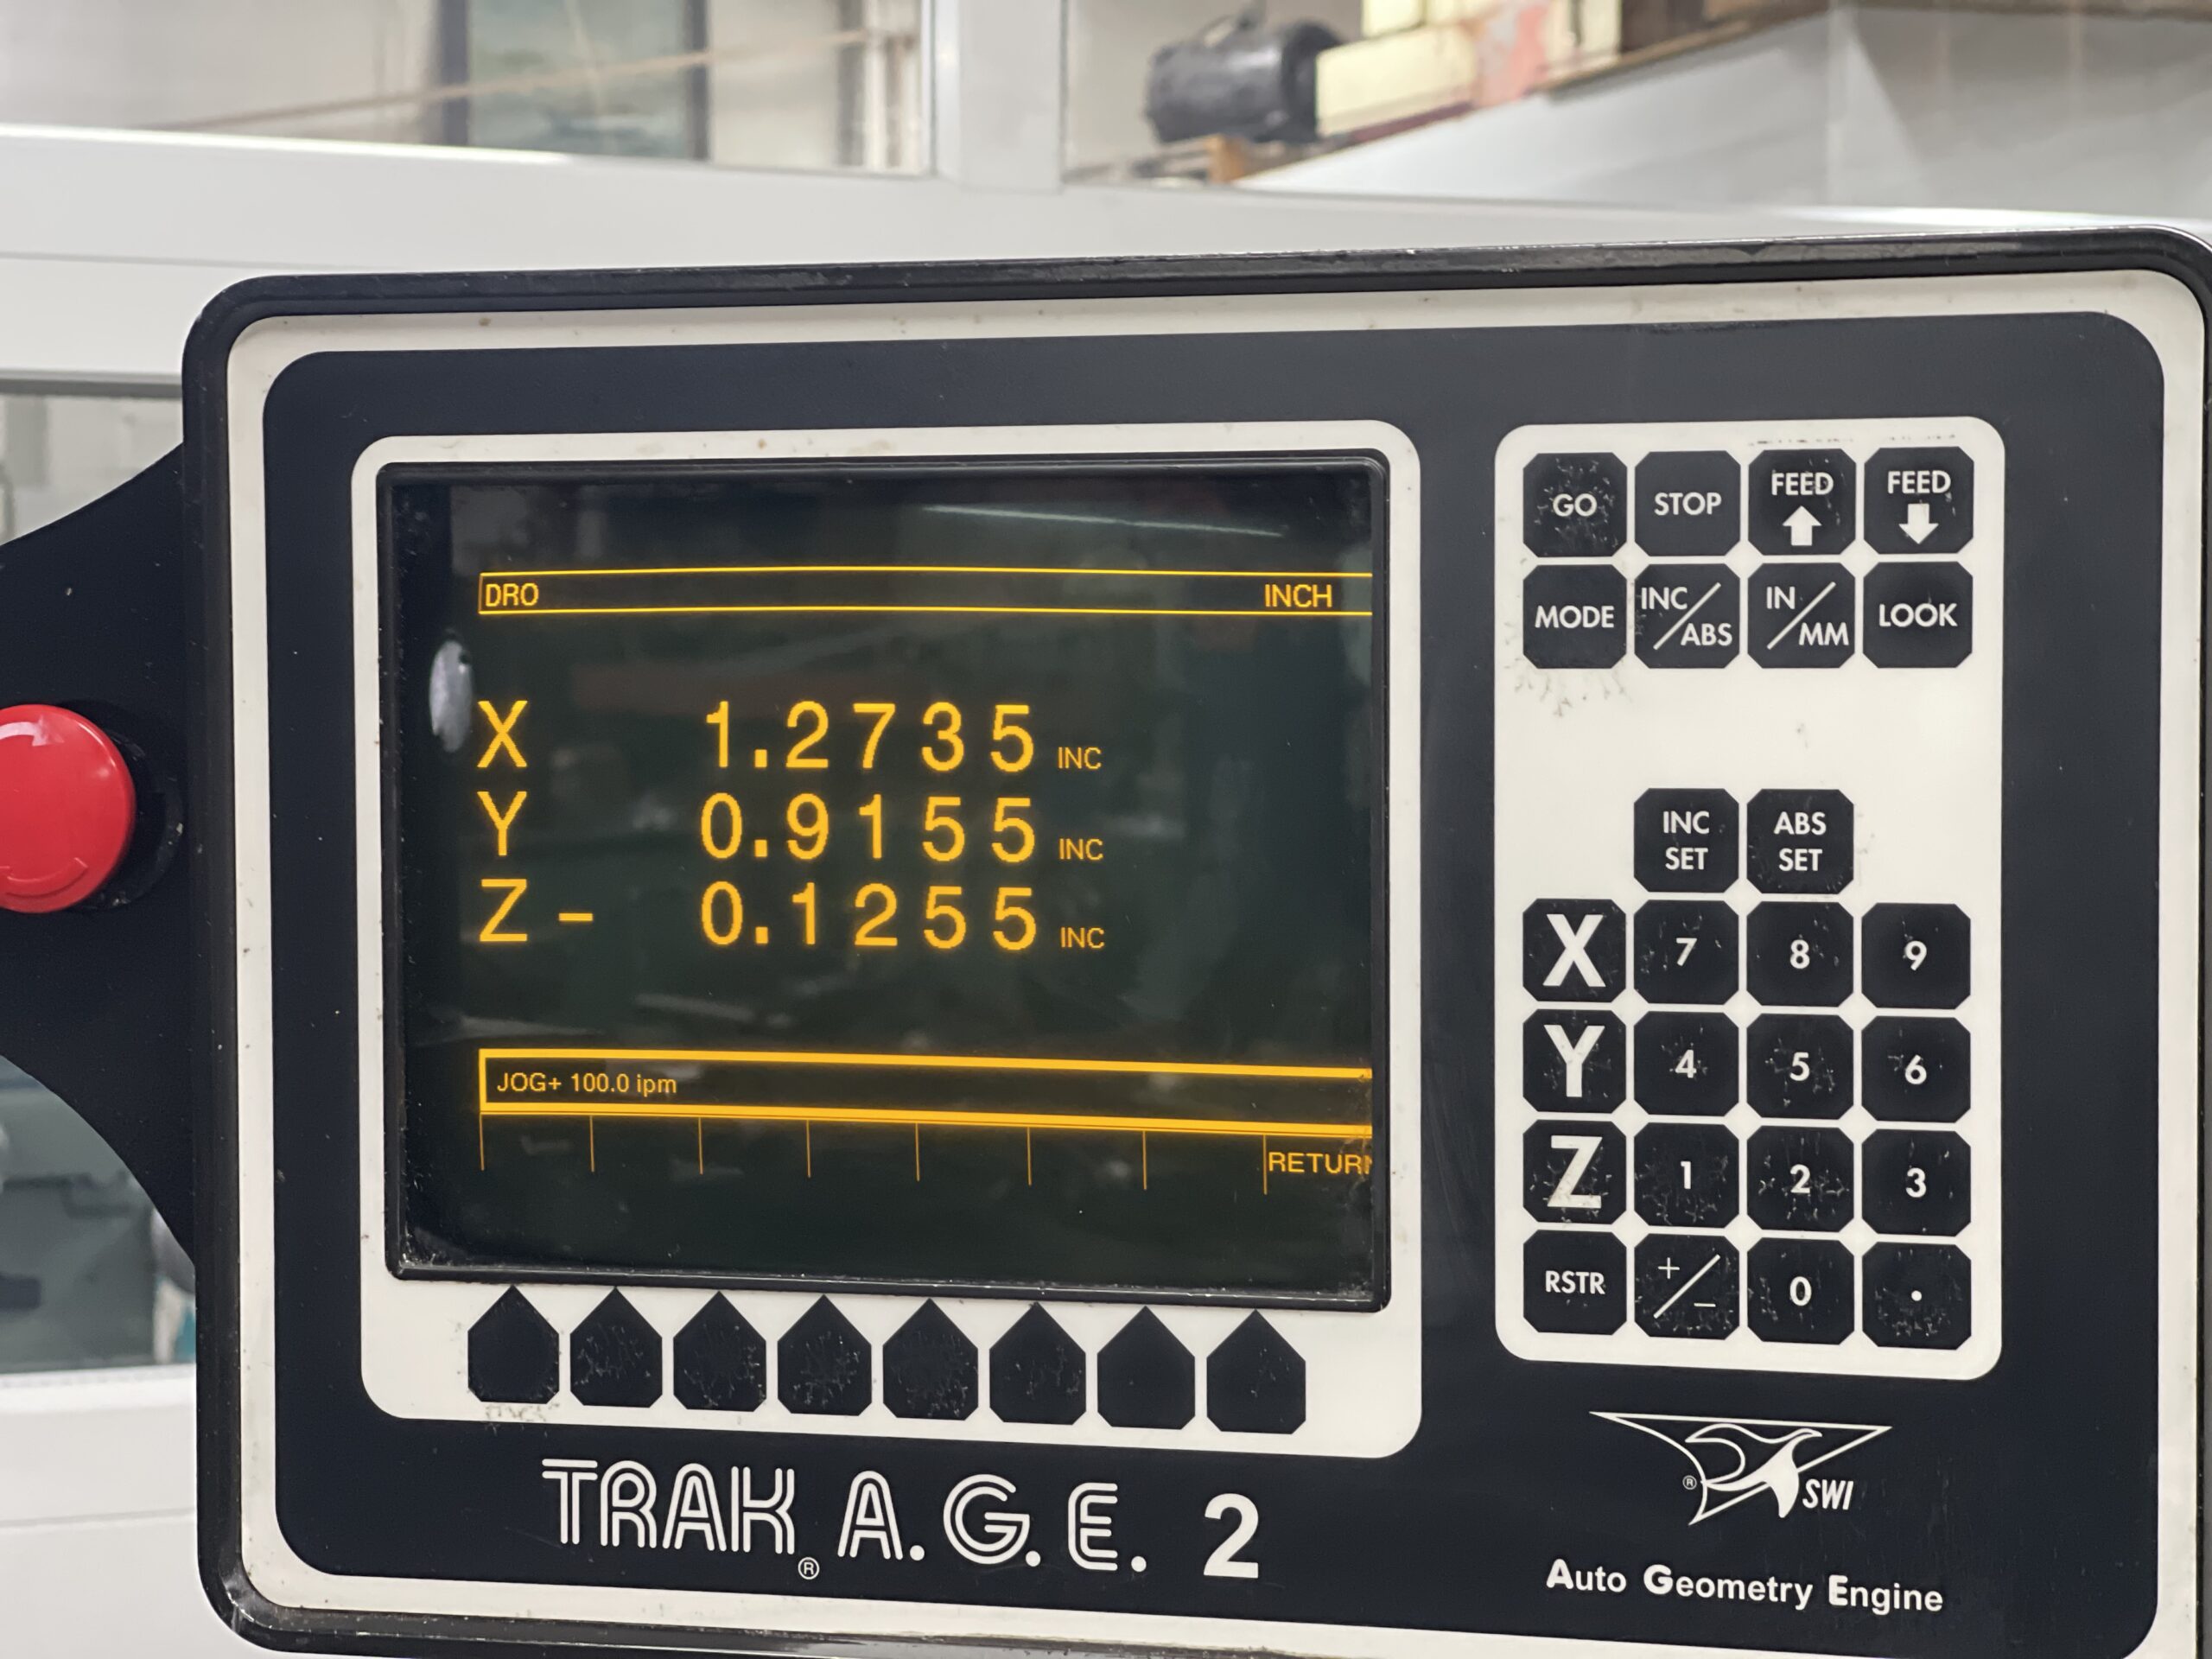 DRO INCH
X 1.2735 INC
Y 0.9155 INC
Z - 0.1255 INC
JOG+ 100.0 ipm
RETURN
GO STOP FEED FEED
MODE INC/ABS IN/MM LOOK
INC SET ABS SET
X 7 8 9
Y 4 5 6
Z 1 2 3
RSTR +/- 0 .
TRAK® A.G.E. 2
® SWI
Auto Geometry Engine